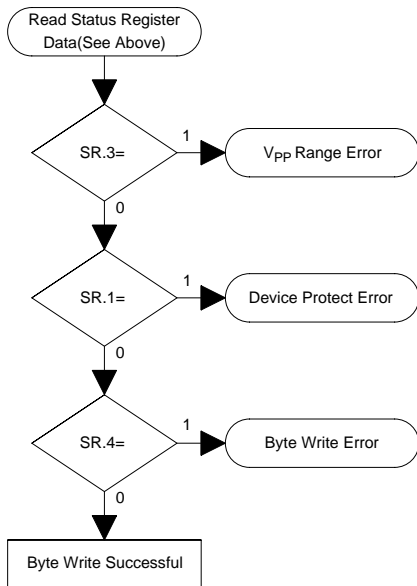 Read Status Register
Data(See Above)
SR.3=
1
VPP Range Error
0
SR.1=
1
Device Protect Error
0
SR.4=
1
Byte Write Error
0
Byte Write Successful